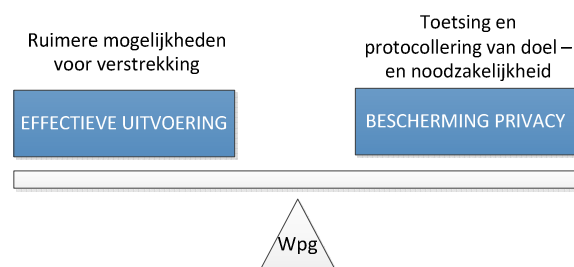 Ruimere mogelijkheden
voor verstrekking
EFFECTIEVE UITVOERING
Toetsing en
protocollering van doel –
en noodzakelijkheid
BESCHERMING PRIVACY
Wpg